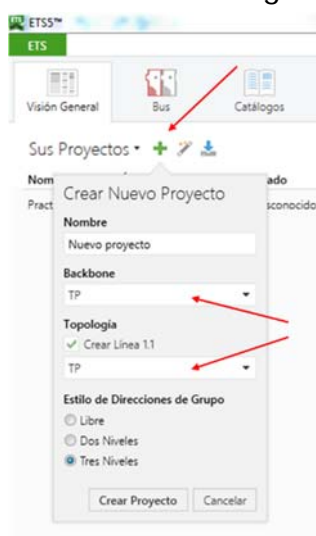 ETS5™
ETS
Visión General
Bus
Catálogos
Sus Proyectos
Nom
ado
Pract
sconocido
Crear Nuevo Proyecto
Nombre
Nuevo proyecto
Backbone
TP
Topología
Crear Línea 1.1
TP
Estilo de Direcciones de Grupo
Libre
Dos Niveles
Tres Niveles
Crear Proyecto
Cancelar